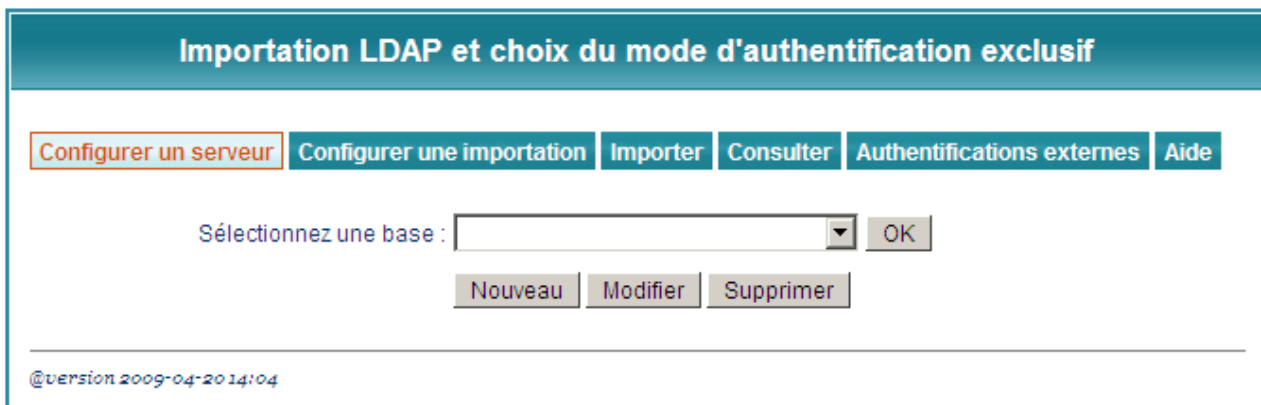 Importation LDAP et choix du mode d'authentification exclusif
Configurer un serveur Configurer une importation Importer Consulter Authentifications externes Aide
Sélectionnez une base : OK
Nouveau Modifier Supprimer
@version 2009-04-20 14:04